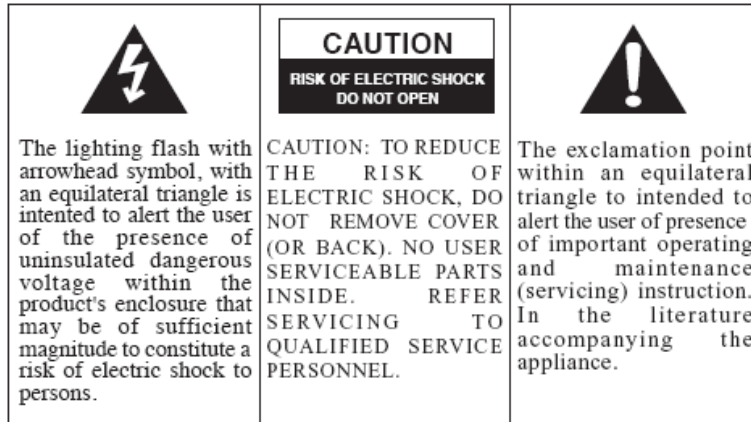 The lighting flash with
arrowhead symbol, with
an equilateral triangle is
intented to alert the user
of the presence of
uninsulated dangerous
voltage within the
product's enclosure that
may be of sufficient
magnitude to constitute a
risk of electric shock to
persons.
CAUTION
RISK OF ELECTRIC SHOCK
DO NOT OPEN
CAUTION: TO REDUCE
THE RISK OF
ELECTRIC SHOCK, DO
NOT REMOVE COVER
(OR BACK). NO USER
SERVICEABLE PARTS
INSIDE. REFER
SERVICING TO
QUALIFIED SERVICE
PERSONNEL.
The exclamation point
within an equilateral
triangle to intended to
alert the user of presence
of important operating
and maintenance
(servicing) instruction.
In the literature
accompanying the
appliance.